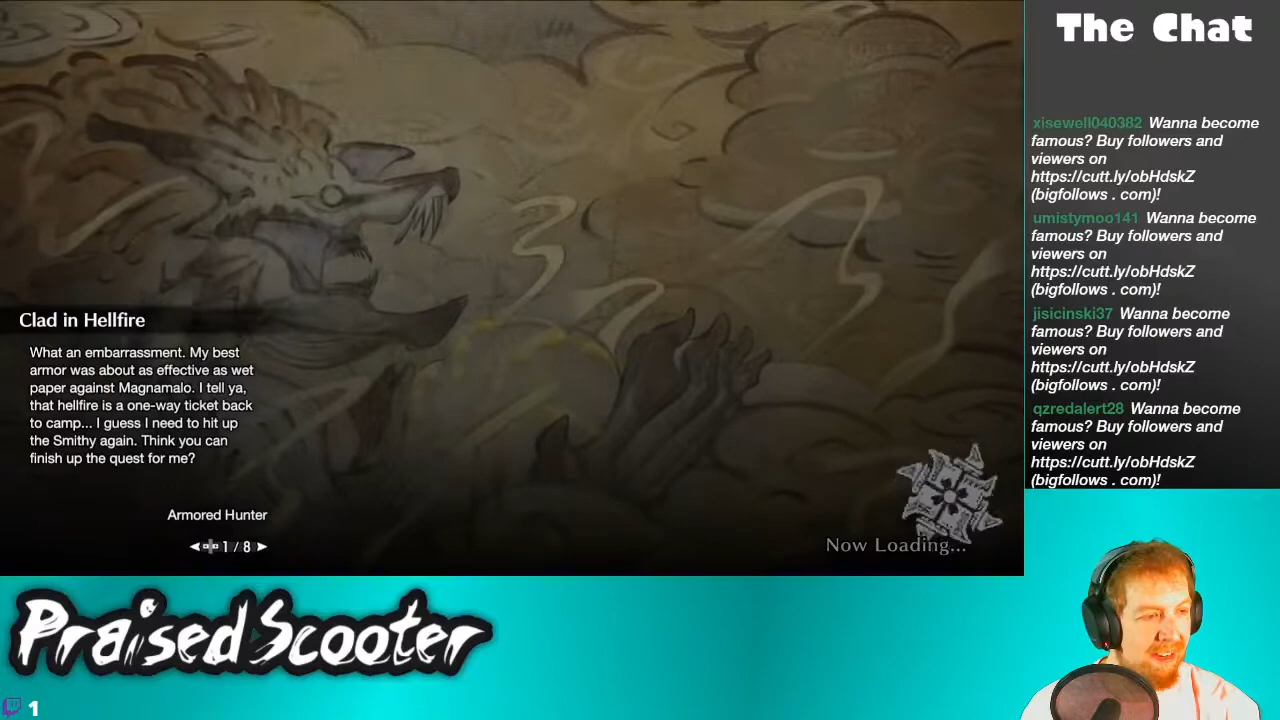 The Chat
xisewell040382 Wanna become
famous? Buy followers and
viewers on
https://cutt.ly/obHdskZ
(bigfollows . com)!
umistymoo141 Wanna become
famous? Buy followers and
viewers on
https://cutt.ly/obHdskZ
(bigfollows . com)!
jisicinski37 Wanna become
famous? Buy followers and
viewers on
https://cutt.ly/obHdskZ
(bigfollows . com)!
qzredalert28 Wanna become
famous? Buy followers and
viewers on
https://cutt.ly/obHdskZ
(bigfollows . com)!
Clad in Hellfire
What an embarrassment. My best
armor was about as effective as wet
paper against Magnamalo. I tell ya,
that hellfire is a one-way ticket back
to camp... I guess I need to hit up
the Smithy again. Think you can
finish up the quest for me?
Armored Hunter
1 / 8
Now Loading...
Praised Scooter
1